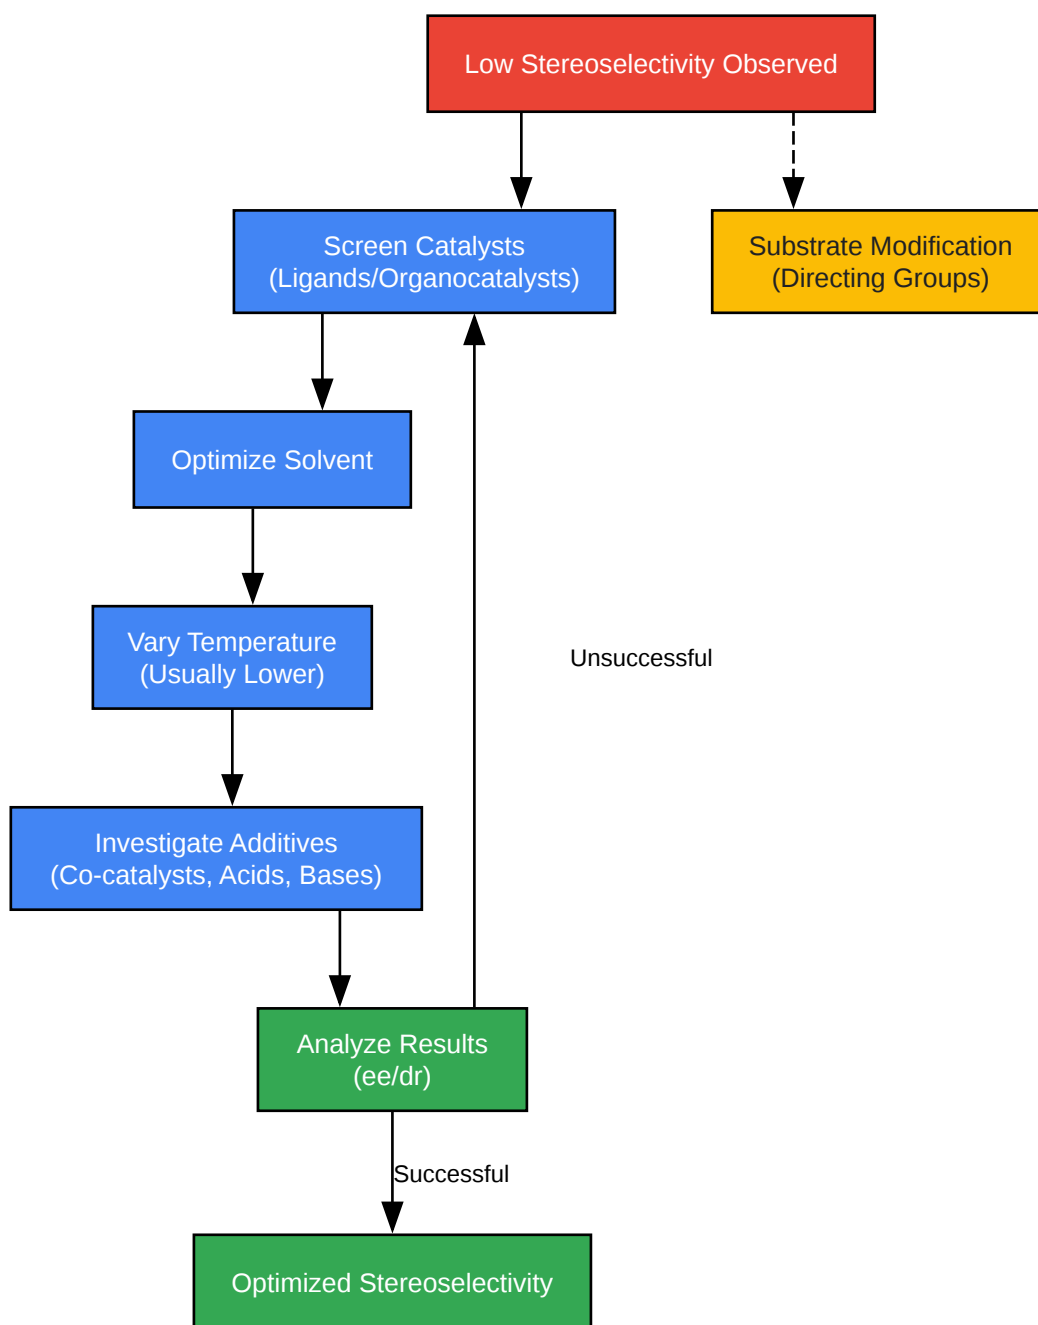 Low Stereoselectivity Observed
Screen Catalysts
(Ligands/Organocatalysts)
Substrate Modification
(Directing Groups)
Optimize Solvent
Vary Temperature
(Usually Lower)
Unsuccessful
Investigate Additives
(Co-catalysts, Acids, Bases)
Analyze Results
(ee/dr)
Successful
Optimized Stereoselectivity